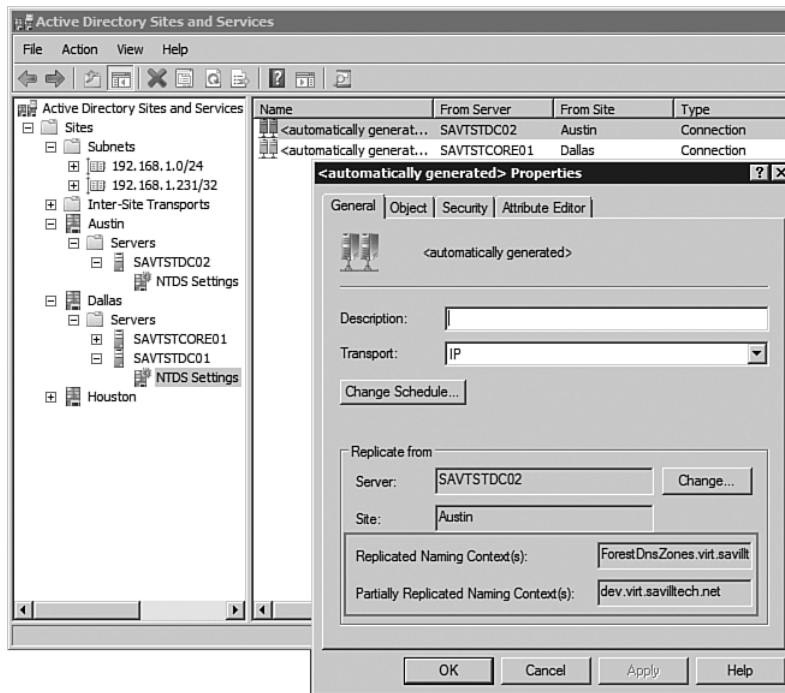 Active Directory Sites and Services
File Action View Help
Active Directory Sites and Services
Sites
Subnets
192.168.1.0/24
192.168.1.231/32
Inter-Site Transports
Austin
Servers
SAVTSTDC02
NTDS Settings
Dallas
Servers
SAVTSTCORE01
SAVTSTDC01
NTDS Settings
Houston
Name From Server From Site Type
<automatically generat... SAVTSTDC02 Austin Connection
<automatically generat... SAVTSTCORE01 Dallas Connection
<automatically generated> Properties
General Object Security Attribute Editor
<automatically generated>
Description:
Transport: IP
Change Schedule...
Replicate from
Server: SAVTSTDC02 Change...
Site: Austin
Replicated Naming Context(s): ForestDnsZones.virt.savillt
Partially Replicated Naming Context(s): dev.virt.savilltech.net
OK Cancel Apply Help